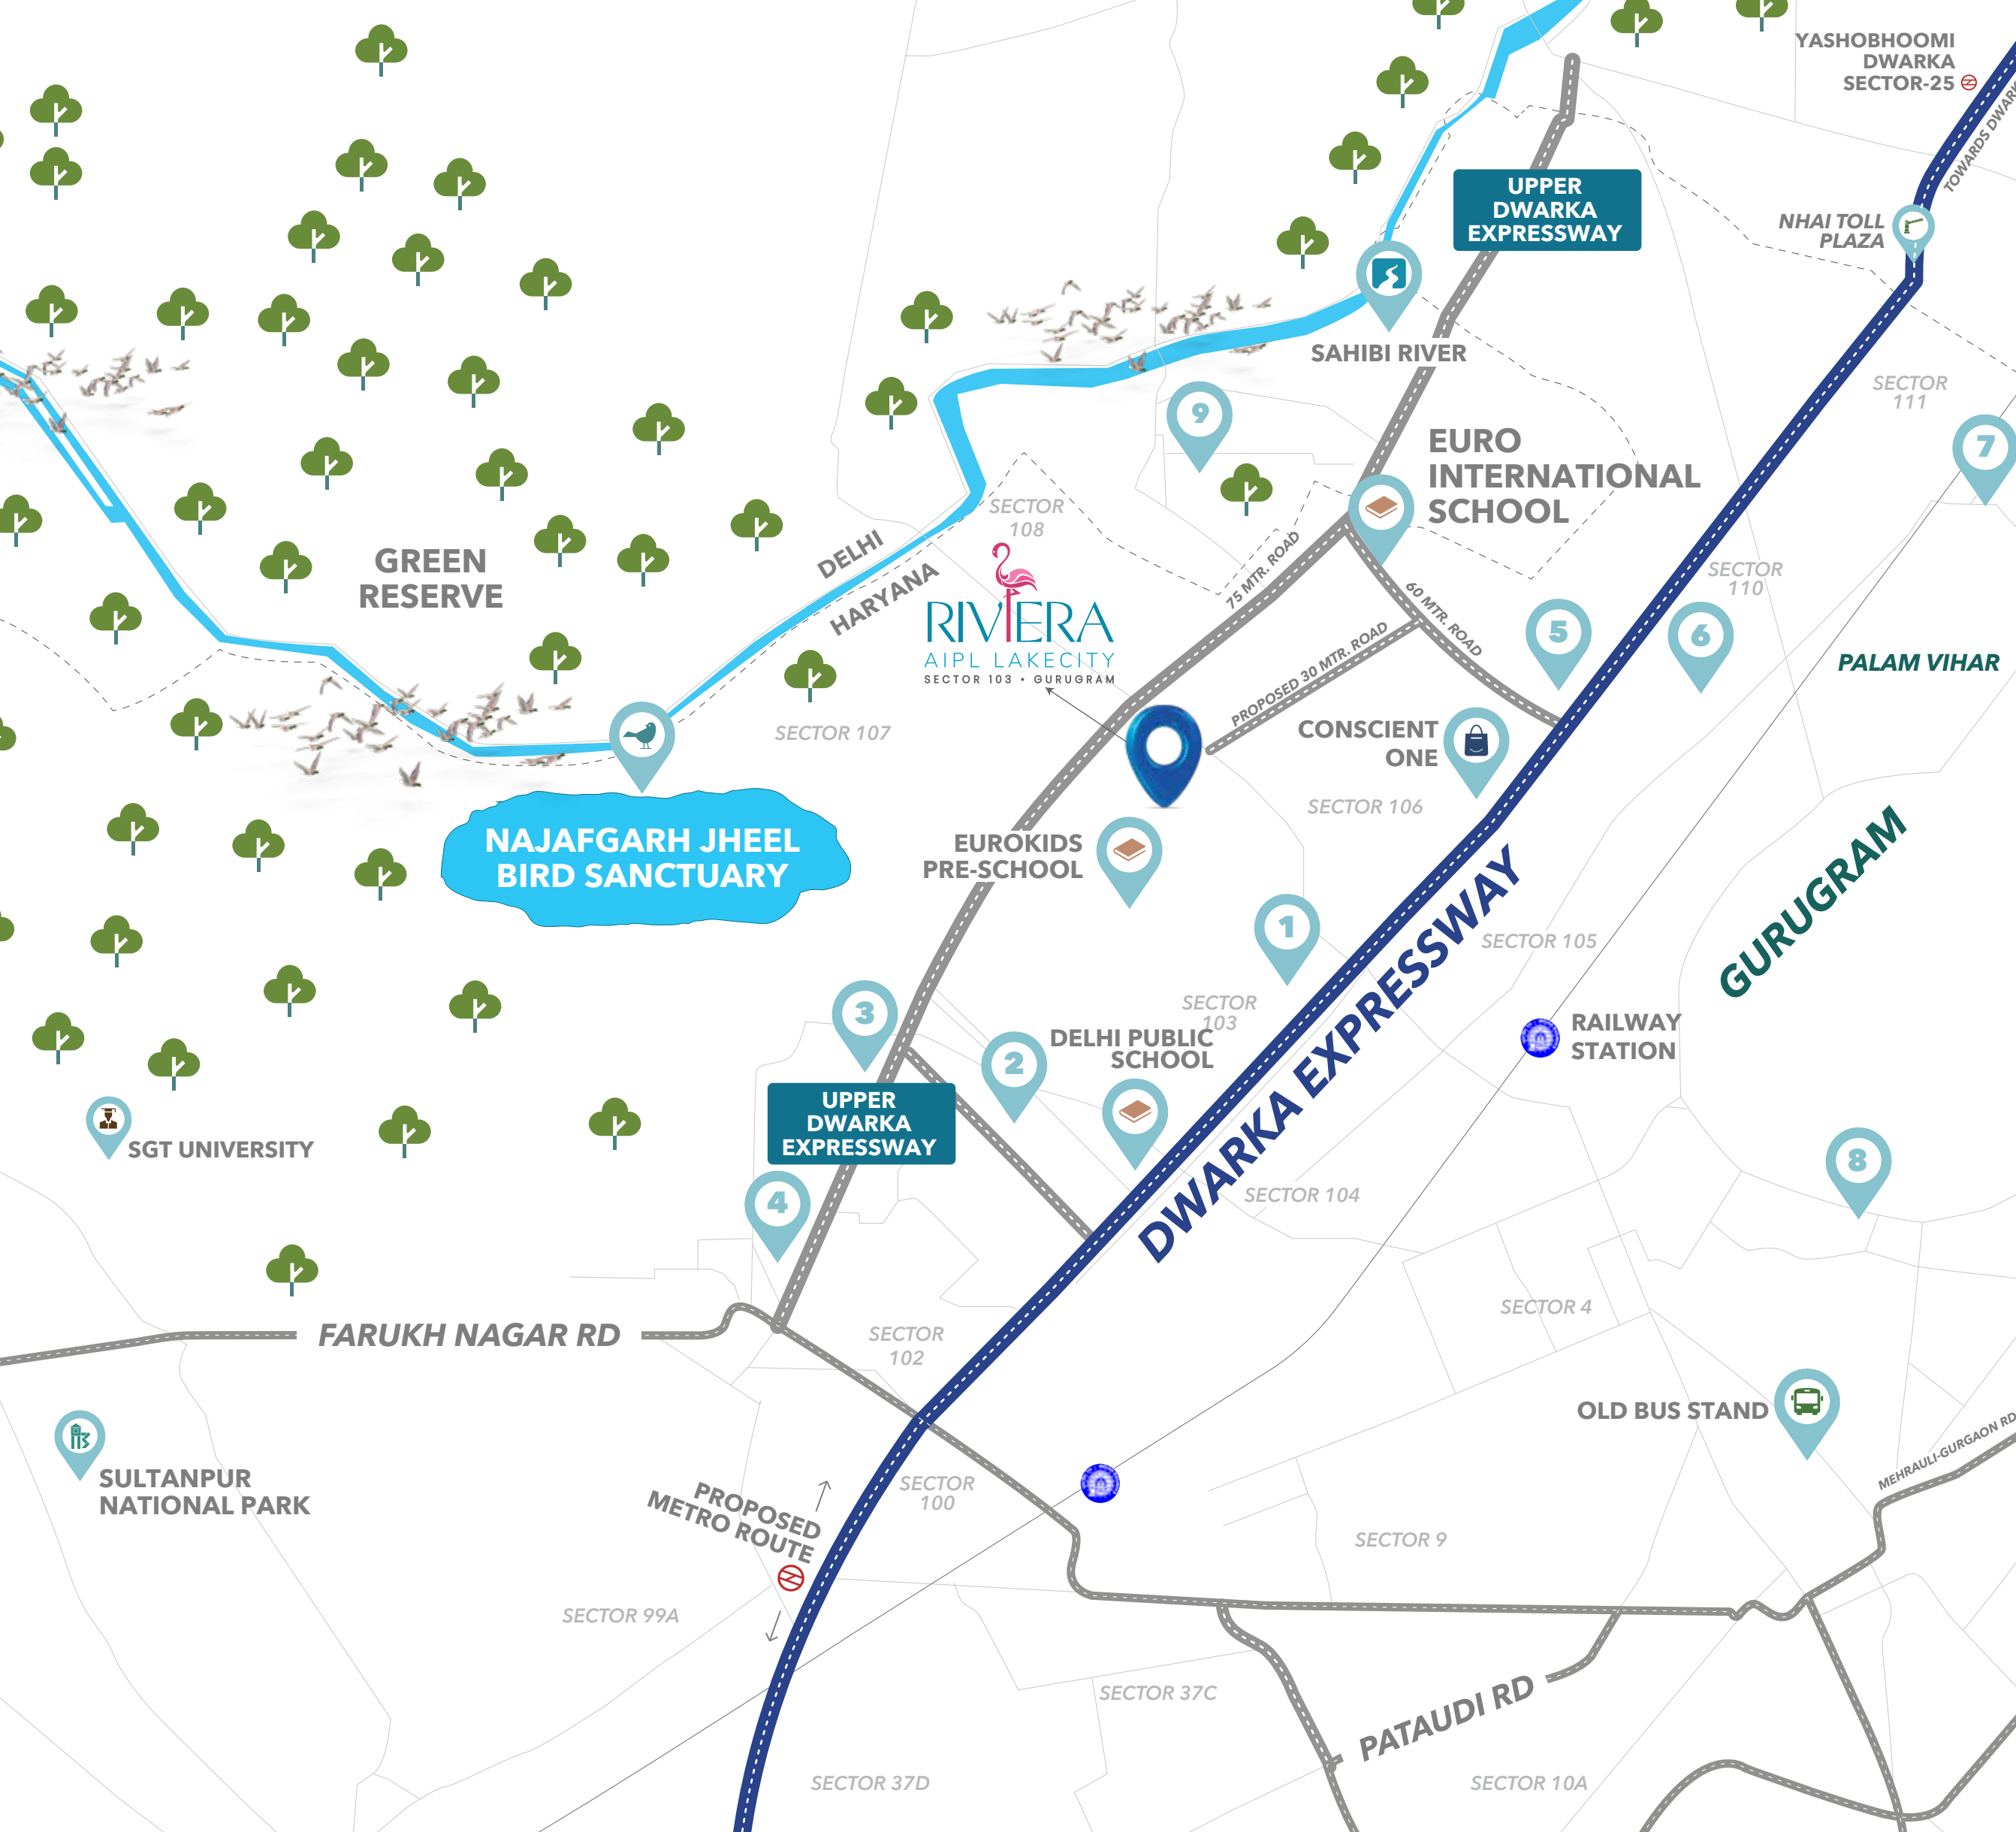 YASHOBHOOMI
DWARKA
SECTOR-25
UPPER
DWARKA
EXPRESSWAY
NHAI TOLL
PLAZA
SAHIBI RIVER
SECTOR
111
9
EURO
INTERNATIONAL
SCHOOL
7
SECTOR
108
GREEN
RESERVE
DELHI
HARYANA
75 MTR. ROAD
60 MTR. ROAD
SECTOR
110
RIVIERA
AIPL LAKECITY
SECTOR 103 • GURUGRAM
PROPOSED 30 MTR. ROAD
5
6
PALAM VIHAR
SECTOR 107
CONSCIENT
ONE
SECTOR 106
NAJAFGARH JHEEL
BIRD SANCTUARY
EUROKIDS
PRE-SCHOOL
GURUGRAM
1
SECTOR 105
DWARKA EXPRESSWAY
3
SECTOR
103
2
DELHI PUBLIC
SCHOOL
RAILWAY
STATION
UPPER
DWARKA
EXPRESSWAY
SGT UNIVERSITY
8
4
SECTOR 104
SECTOR 4
FARUKH NAGAR RD
SECTOR
102
OLD BUS STAND
MEHRAULI-GURGAON RD
SULTANPUR
NATIONAL PARK
SECTOR
100
PROPOSED
METRO ROUTE
SECTOR 9
SECTOR 99A
SECTOR 37C
PATAUDI RD
SECTOR 37D
SECTOR 10A